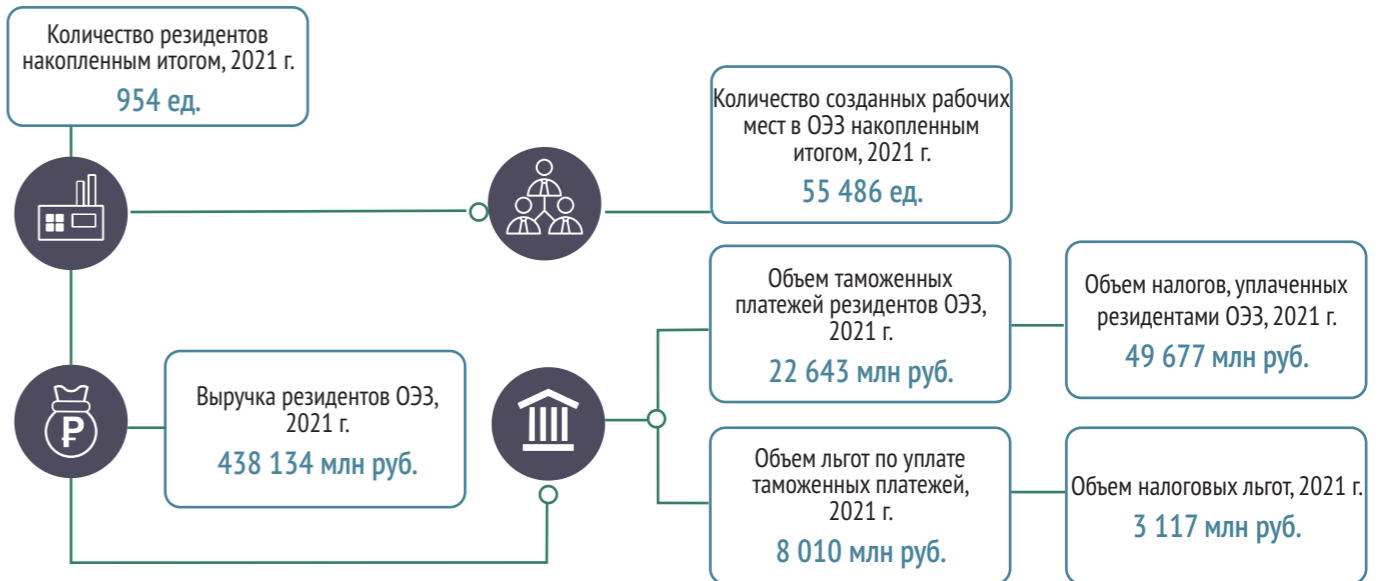 Количество резидентов
накопленным итогом, 2021 г.
954 ед.
Количество созданных рабочих
мест в ОЭЗ накопленным
итогом, 2021 г.
55 486 ед.
Объем таможенных
платежей резидентов ОЭЗ,
2021 г.
22 643 млн руб.
Объем налогов, уплаченных
резидентами ОЭЗ, 2021 г.
49 677 млн руб.
Выручка резидентов ОЭЗ,
2021 г.
438 134 млн руб.
Объем льгот по уплате
таможенных платежей,
2021 г.
8 010 млн руб.
Объем налоговых льгот, 2021 г.
3 117 млн руб.